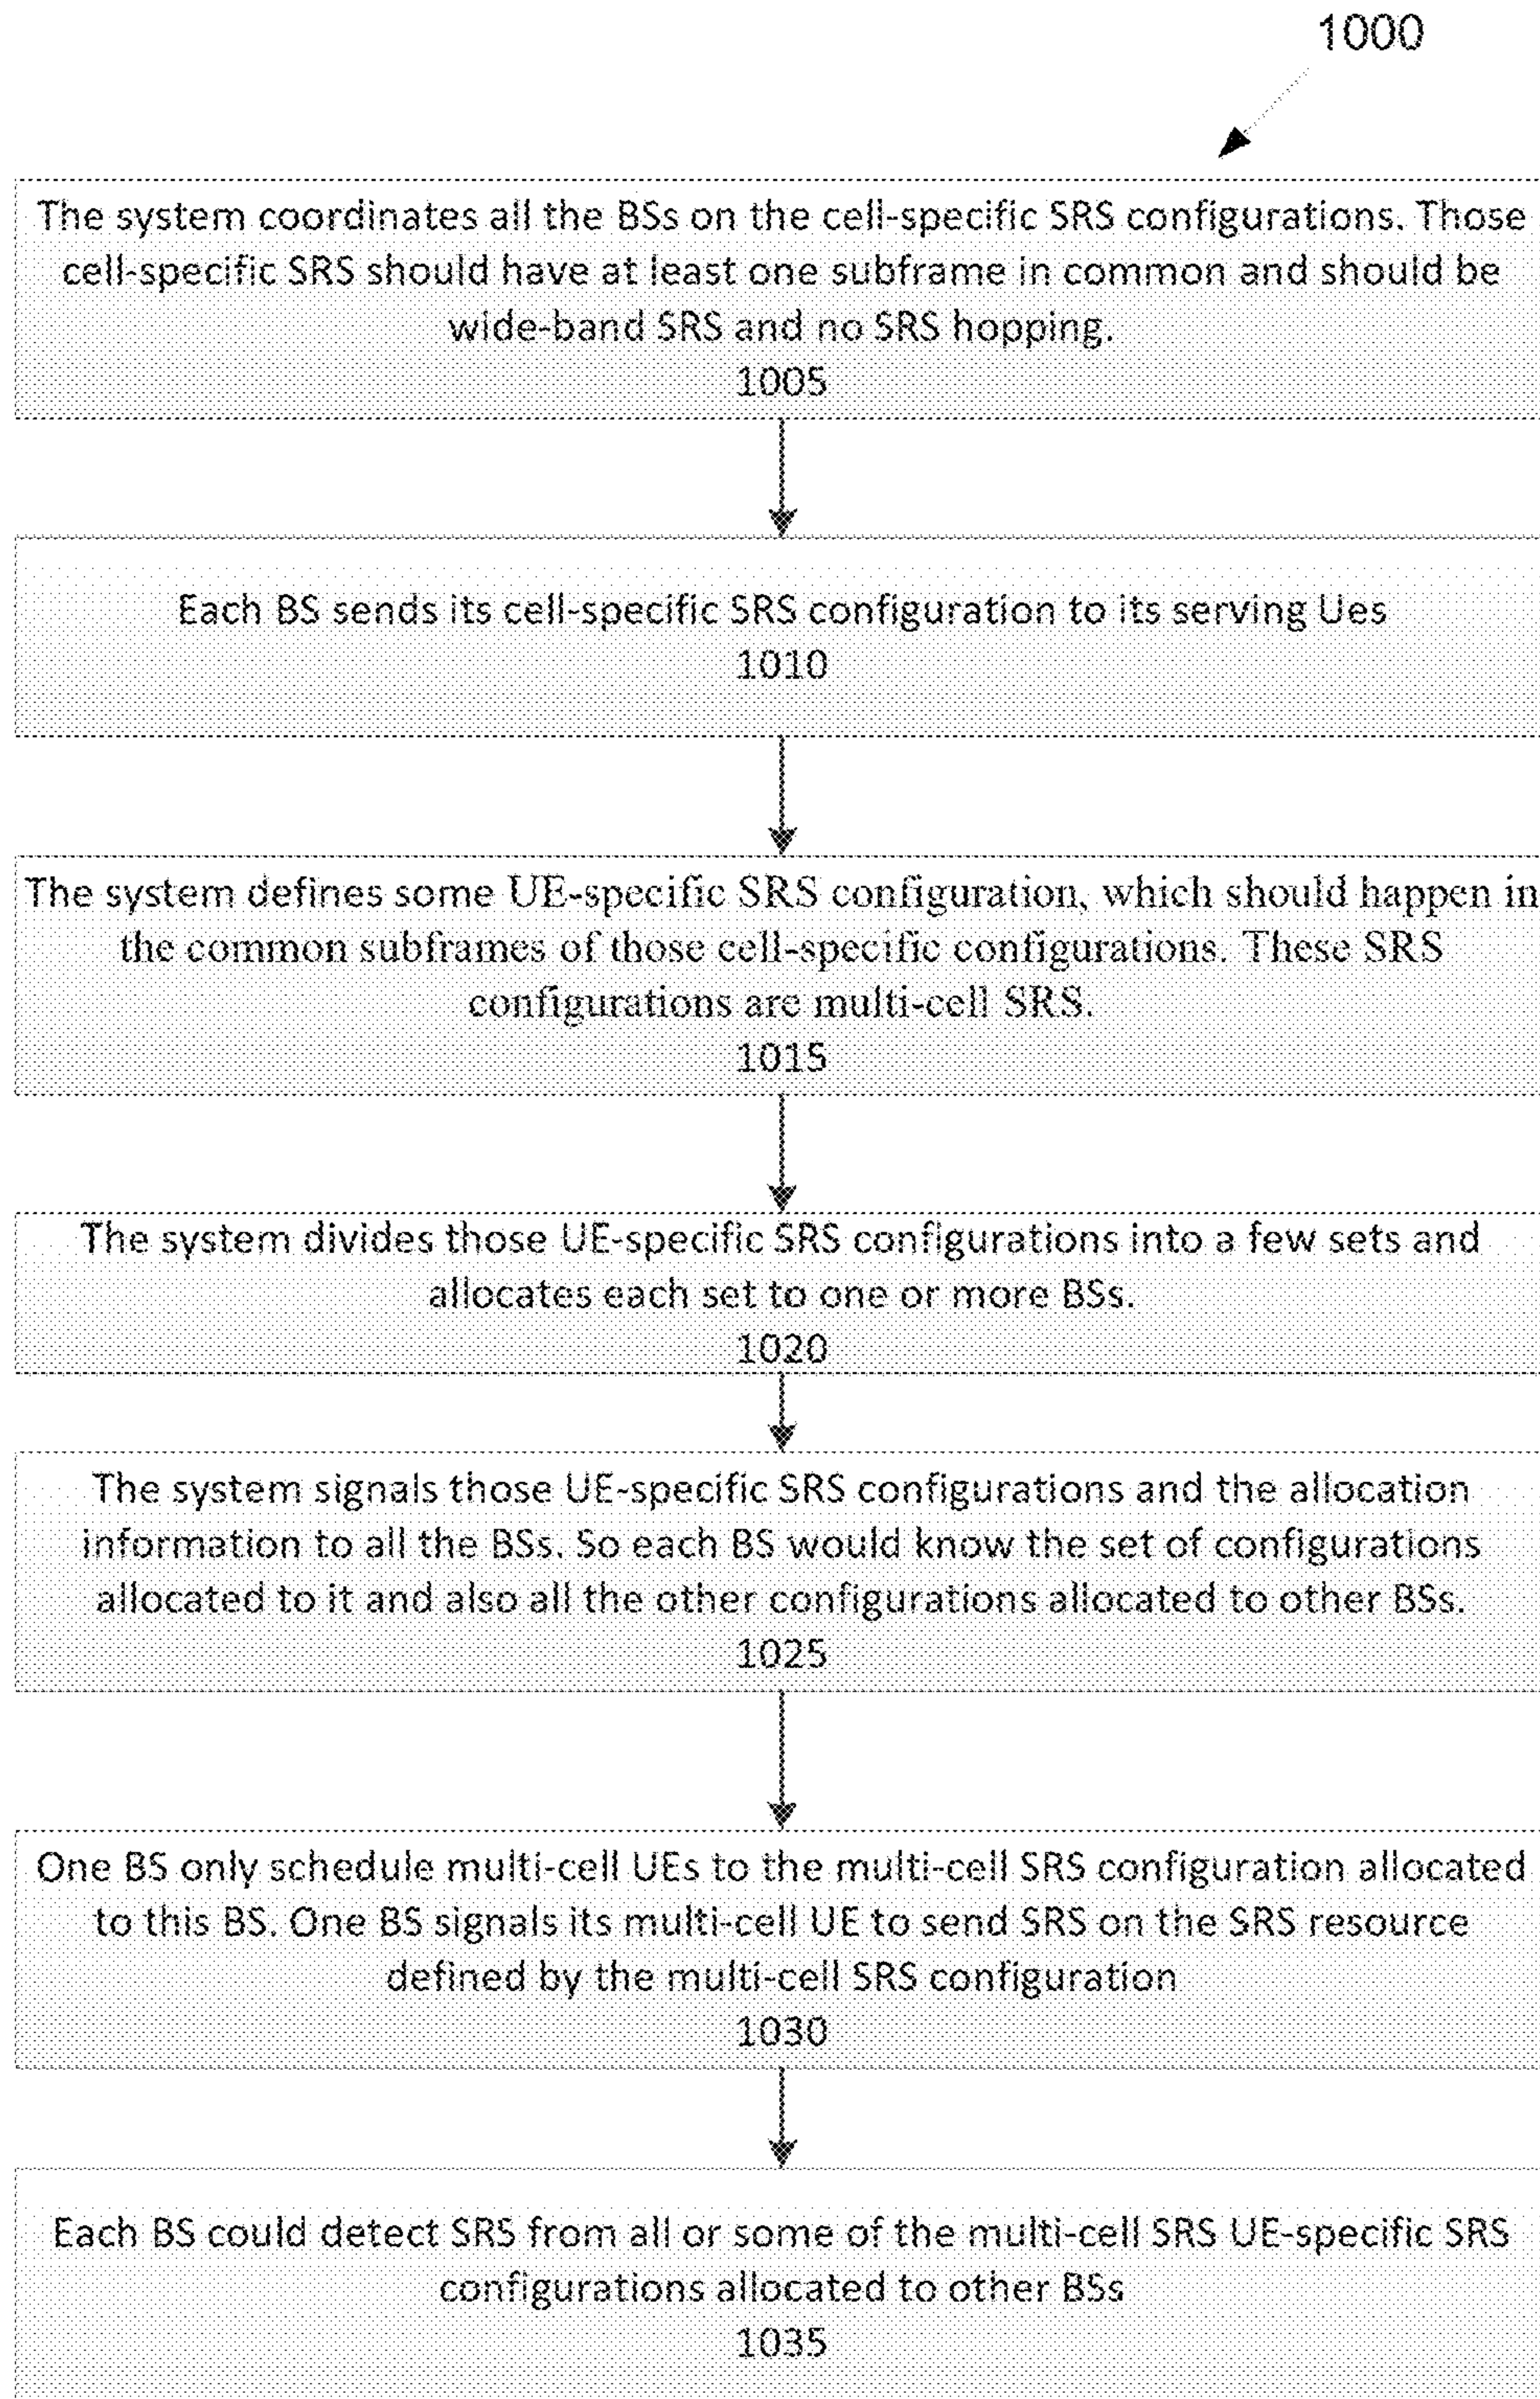 1000
The system coordinates all the BSs on the cell-specific SRS configurations. Those
cell-specific SRS should have at least one subframe in common and should be
wide-band SRS and no SRS hopping.
1005
Each BS sends its cell-specific SRS configuration to its serving Ues
1010
The system defines some UE-specific SRS configuration, which should happen in
the common subframes of those cell-specific configurations. These SRS
configurations are multi-cell SRS.
1015
The system divides those UE-specific SRS configurations into a few sets and
allocates each set to one or more BSs.
1020
The system signals those UE-specific SRS configurations and the allocation
information to all the BSs. So each BS would know the set of configurations
allocated to it and also all the other configurations allocated to other BSs.
1025
One BS only schedule multi-cell UEs to the multi-cell SRS configuration allocated
to this BS. One BS signals its multi-cell UE to send SRS on the SRS resource
defined by the multi-cell SRS configuration
1030
Each BS could detect SRS from all or some of the multi-cell SRS UE-specific SRS
configurations allocated to other BSs
1035